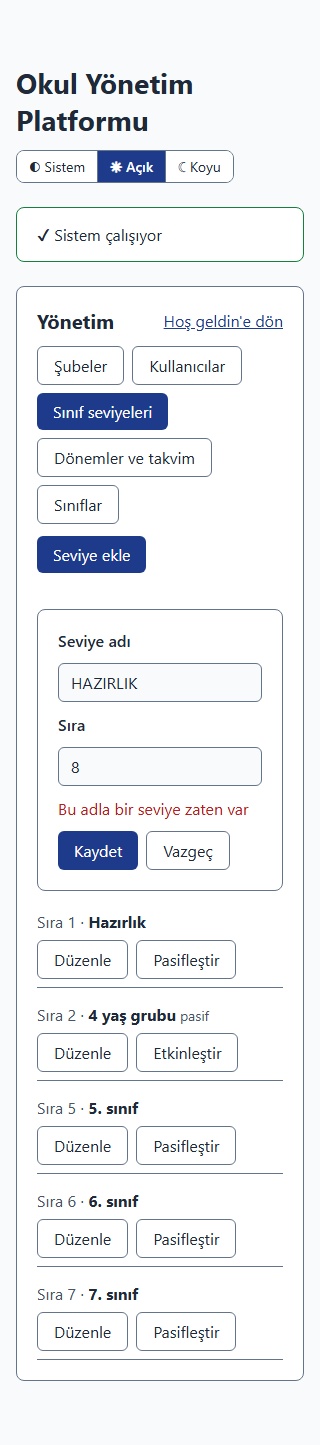 Okul Yönetim
Platformu
◐ Sistem ☀ Açık ☾ Koyu
✓ Sistem çalışıyor
Yönetim Hoş geldin'e dön
Şubeler Kullanıcılar
Sınıf seviyeleri
Dönemler ve takvim
Sınıflar
Seviye ekle
Seviye adı
HAZIRLIK
Sıra
8
Bu adla bir seviye zaten var
Kaydet Vazgeç
Sıra 1 · Hazırlık
Düzenle Pasifleştir
Sıra 2 · 4 yaş grubu pasif
Düzenle Etkinleştir
Sıra 5 · 5. sınıf
Düzenle Pasifleştir
Sıra 6 · 6. sınıf
Düzenle Pasifleştir
Sıra 7 · 7. sınıf
Düzenle Pasifleştir